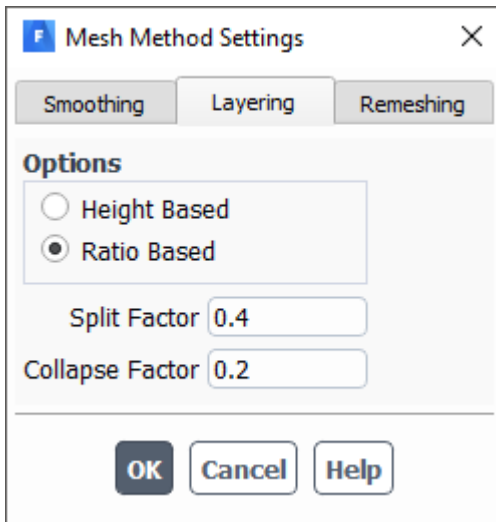 F Mesh Method Settings
Smoothing Layering Remeshing
Options
Height Based
Ratio Based
Split Factor 0.4
Collapse Factor 0.2
OK Cancel Help